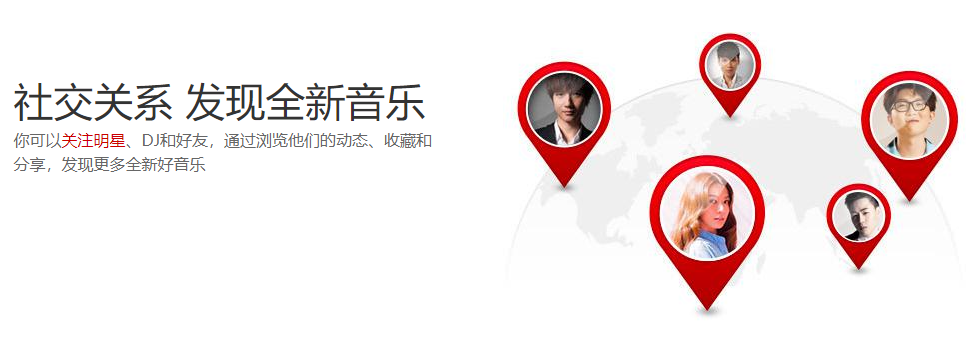 社交关系 发现全新音乐
你可以关注明星、DJ和好友，通过浏览他们的动态、收藏和
分享，发现更多全新好音乐